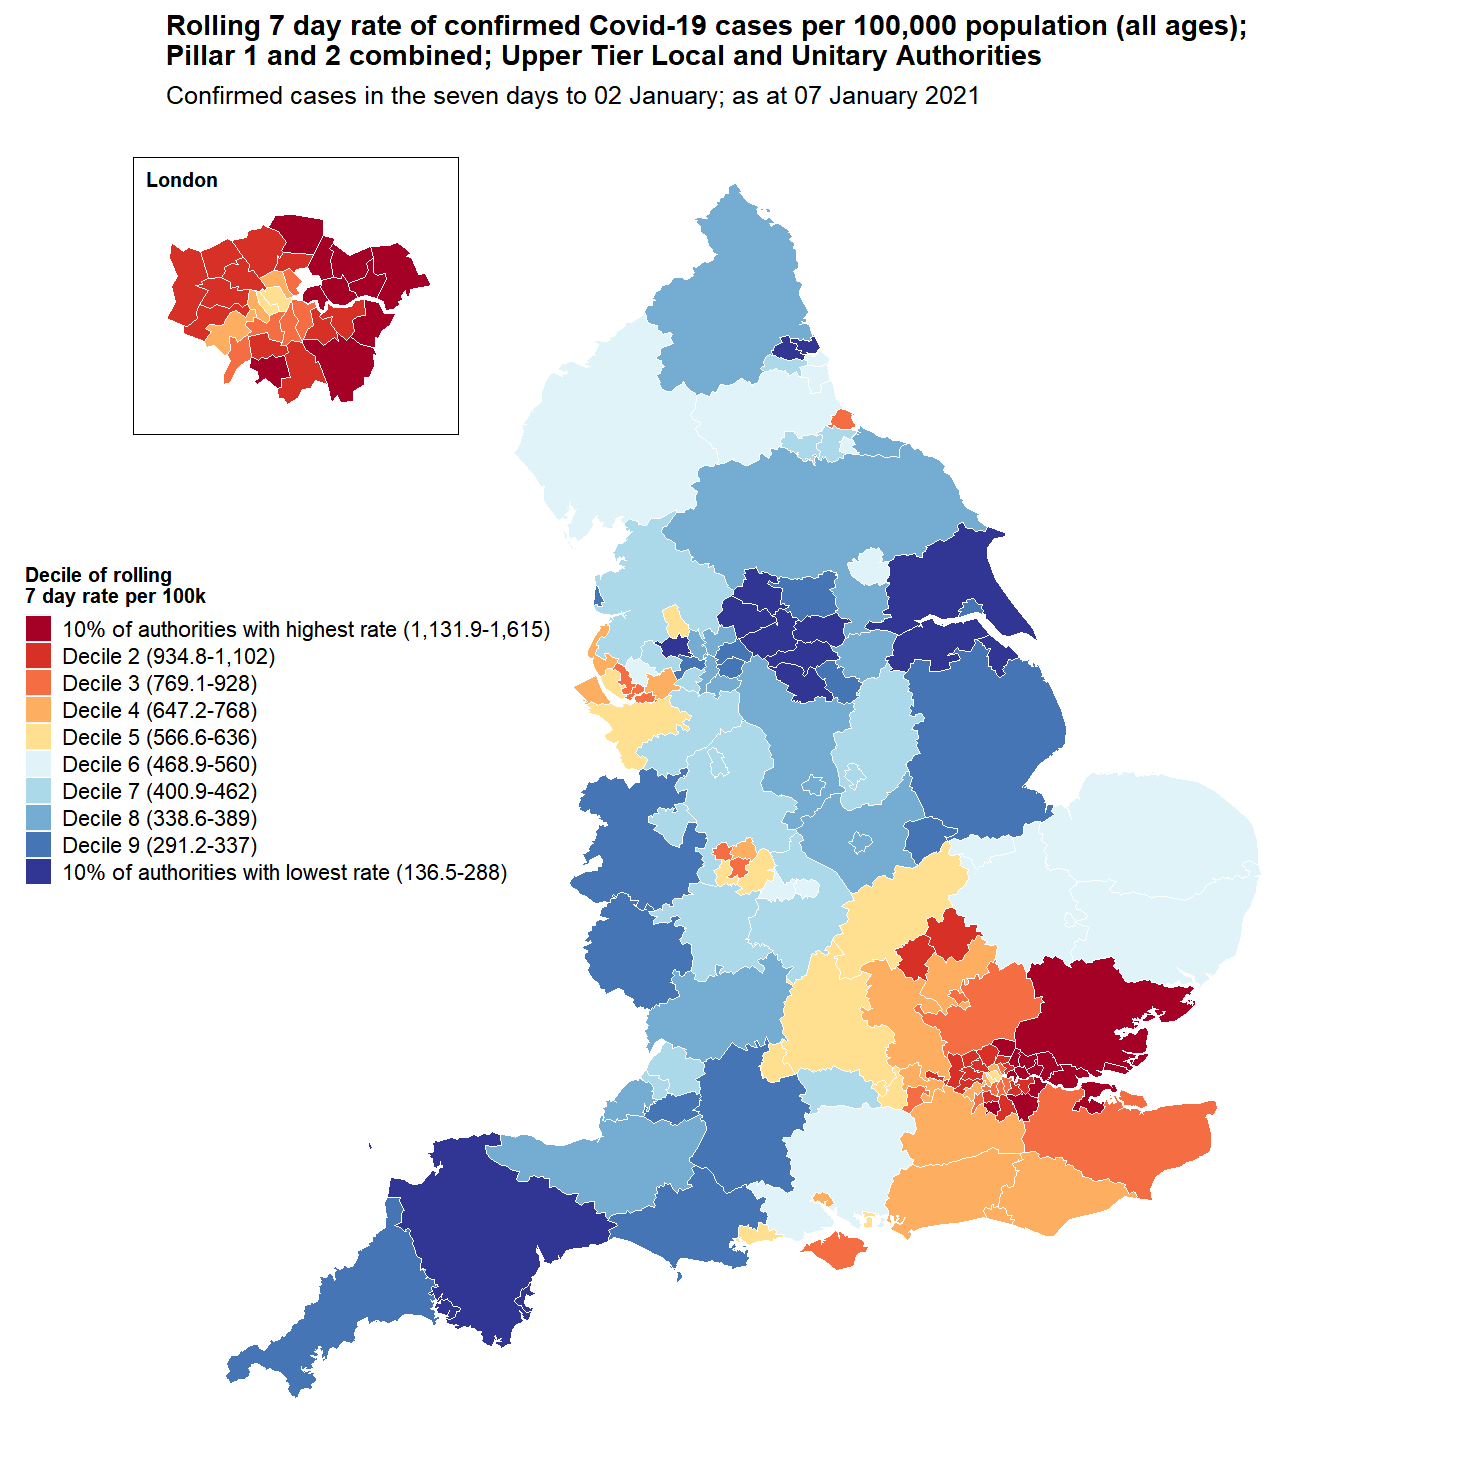 Rolling 7 day rate of confirmed Covid-19 cases per 100,000 population (all ages);
Pillar 1 and 2 combined; Upper Tier Local and Unitary Authorities
Confirmed cases in the seven days to 02 January; as at 07 January 2021
London
Decile of rolling
7 day rate per 100k
10% of authorities with highest rate (1,131.9-1,615)
Decile 2 (934.8-1,102)
Decile 3 (769.1-928)
Decile 4 (647.2-768)
Decile 5 (566.6-636)
Decile 6 (468.9-560)
Decile 7 (400.9-462)
Decile 8 (338.6-389)
Decile 9 (291.2-337)
10% of authorities with lowest rate (136.5-288)